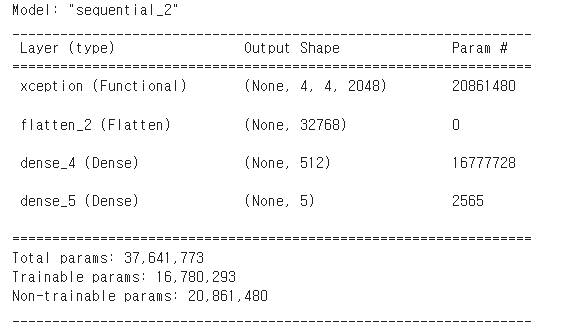 Model: "sequential_2"
_________________________________________________________________
Layer (type) Output Shape Param #
=================================================================
xception (Functional) (None, 4, 4, 2048) 20861480
flatten_2 (Flatten) (None, 32768) 0
dense_4 (Dense) (None, 512) 16777728
dense_5 (Dense) (None, 5) 2565
=================================================================
Total params: 37,641,773
Trainable params: 16,780,293
Non-trainable params: 20,861,480
_________________________________________________________________